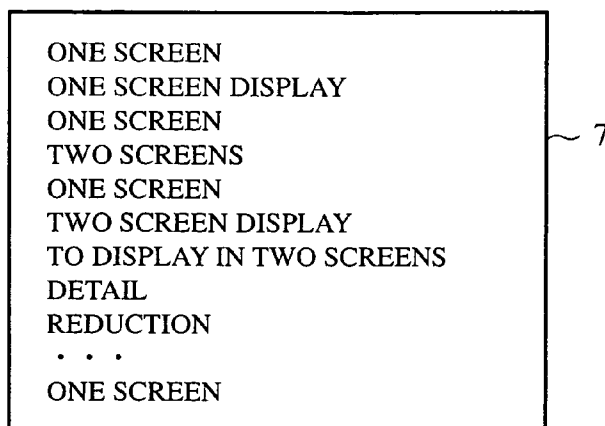 ONE SCREEN
ONE SCREEN DISPLAY
ONE SCREEN
TWO SCREENS
ONE SCREEN
TWO SCREEN DISPLAY
TO DISPLAY IN TWO SCREENS
DETAIL
REDUCTION
· · ·
ONE SCREEN
~ 7